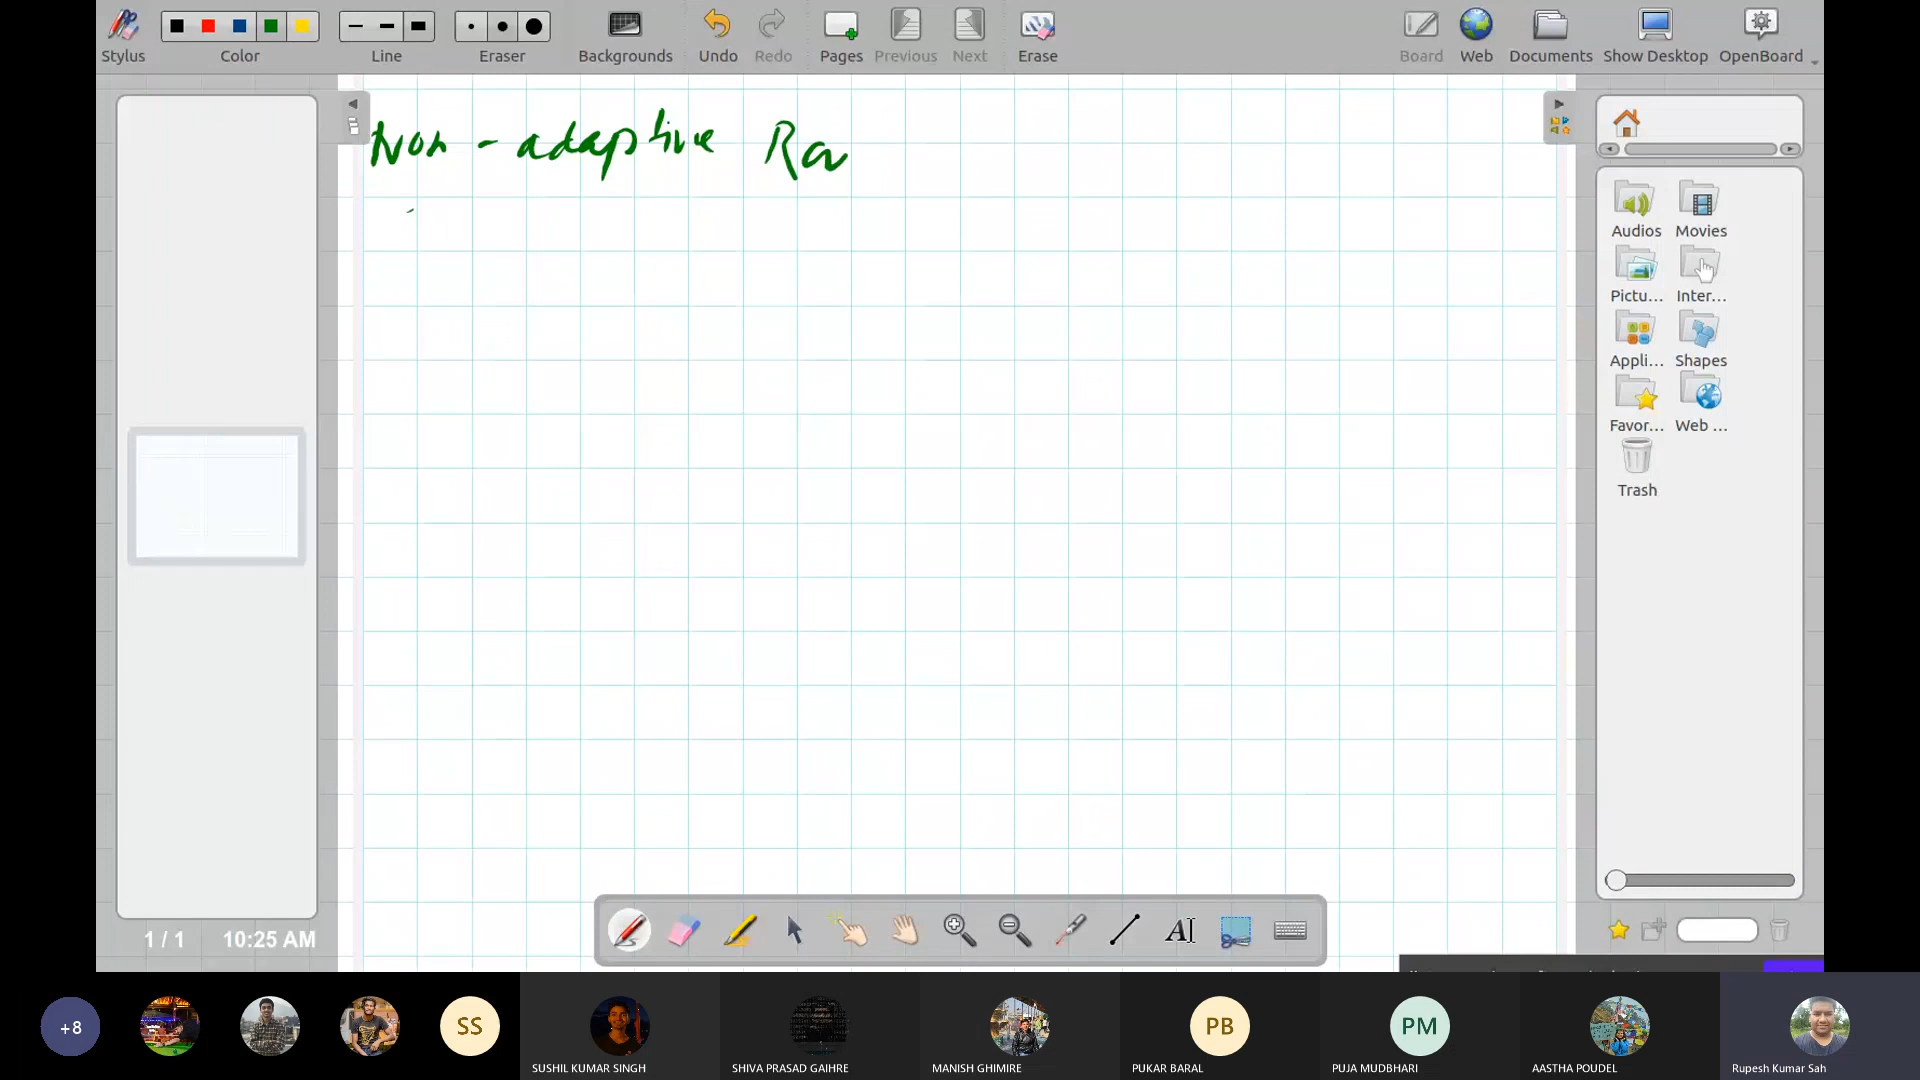 Stylus Color Line Eraser Backgrounds Undo Redo Pages Previous Next Erase Board Web Documents Show Desktop OpenBoard
Non - adaptive Ro
Audios Movies
Pictu... Inter...
Appli... Shapes
Favor... Web ...
Trash
1 / 1 10:25 AM
+8 SS PB PM
SUSHIL KUMAR SINGH SHIVA PRASAD GAIHRE MANISH GHIMIRE PUKAR BARAL PUJA MUDBHARI AASTHA POUDEL Rupesh Kumar Sah